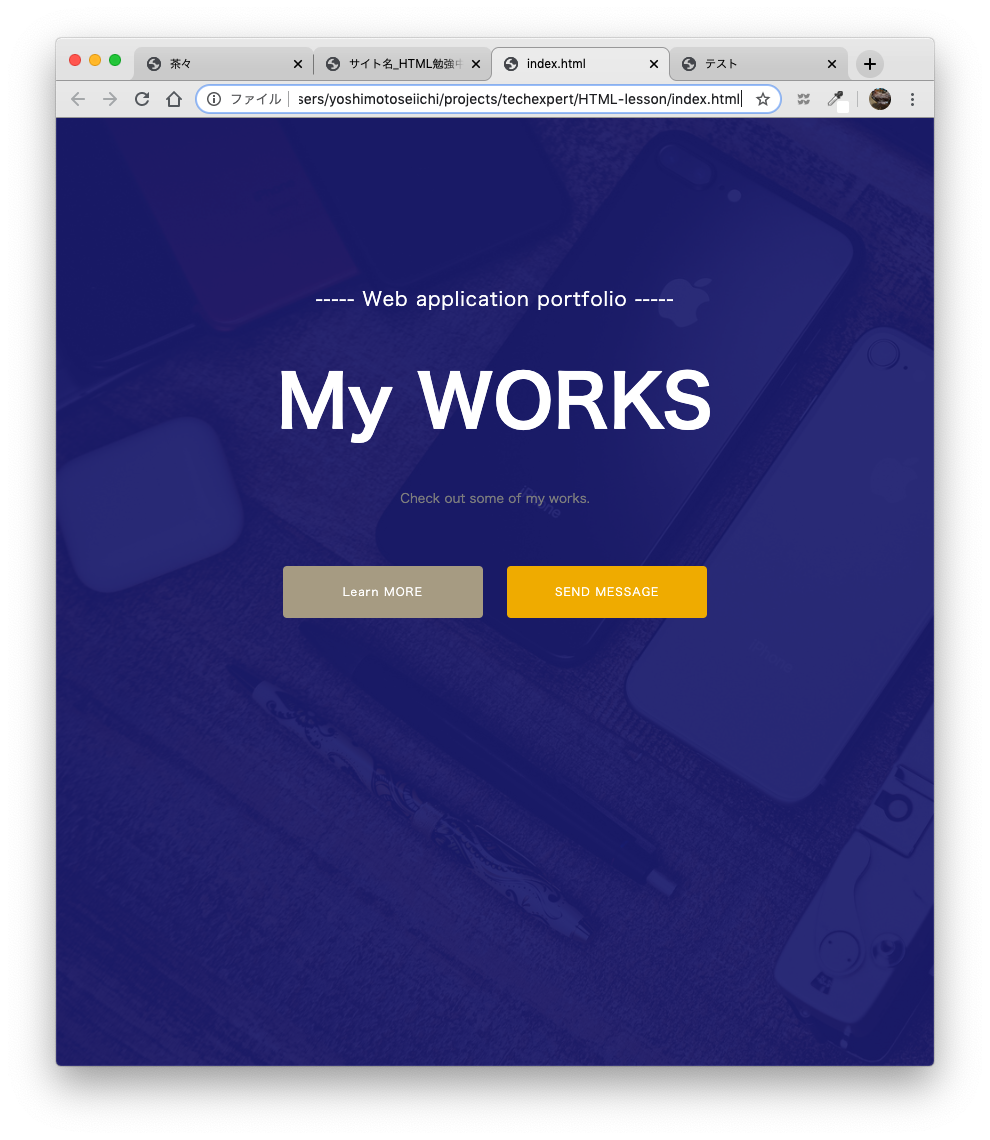 茶々
サイト名_HTML勉強中
index.html
テスト
ファイル
sers/yoshimotoseiichi/projects/techexpert/HTML-lesson/index.html
----- Web application portfolio -----
My WORKS
Check out some of my works.
iPhone
Learn MORE
SEND MESSAGE